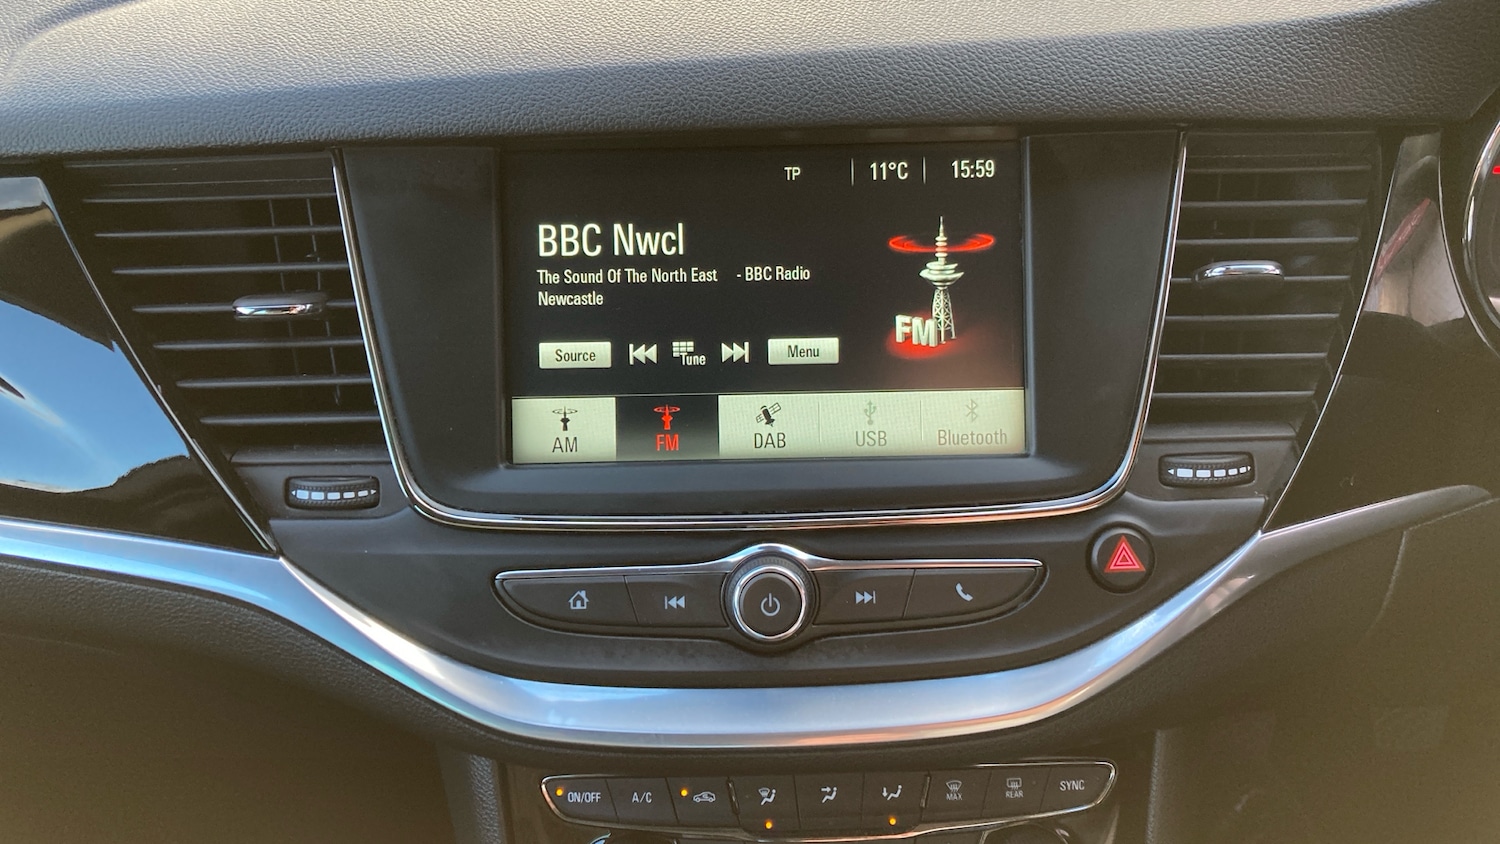 TP 11°C 15:59
BBC Nwcl
The Sound Of The North East - BBC Radio
Newcastle
FM
Source Tune Menu
AM FM DAB USB Bluetooth
ON/OFF A/C MAX REAR SYNC